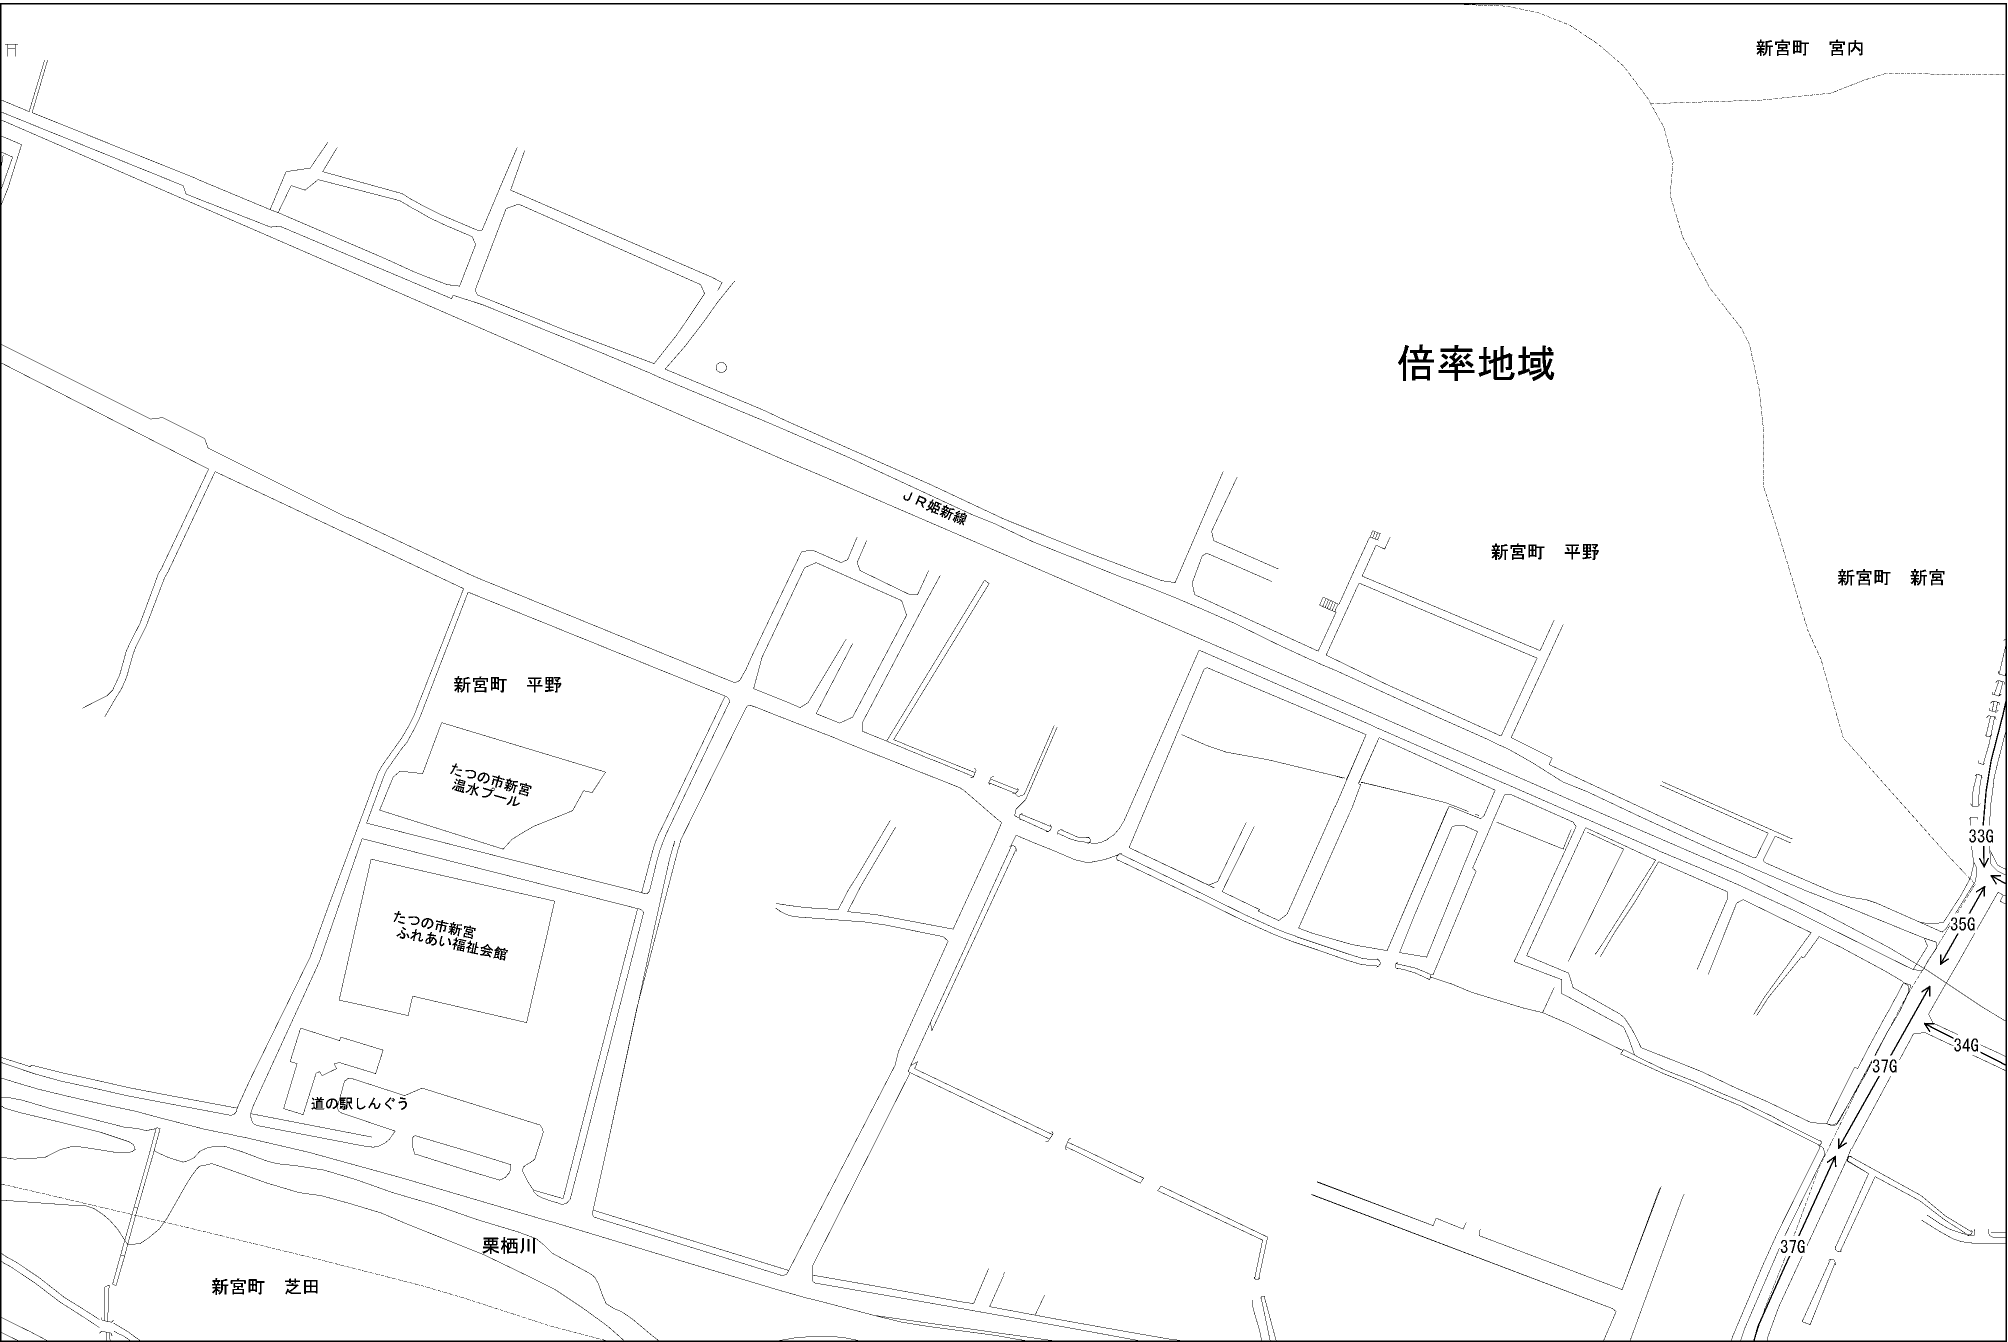 新宮町　宮内
倍率地域
ＪＲ姫新線
新宮町　平野
新宮町　新宮
新宮町　平野
たつの市新宮
温水プール
33G
たつの市新宮
ふれあい福祉会館
35G
34G
37G
道の駅しんぐう
栗栖川
37G
新宮町　芝田